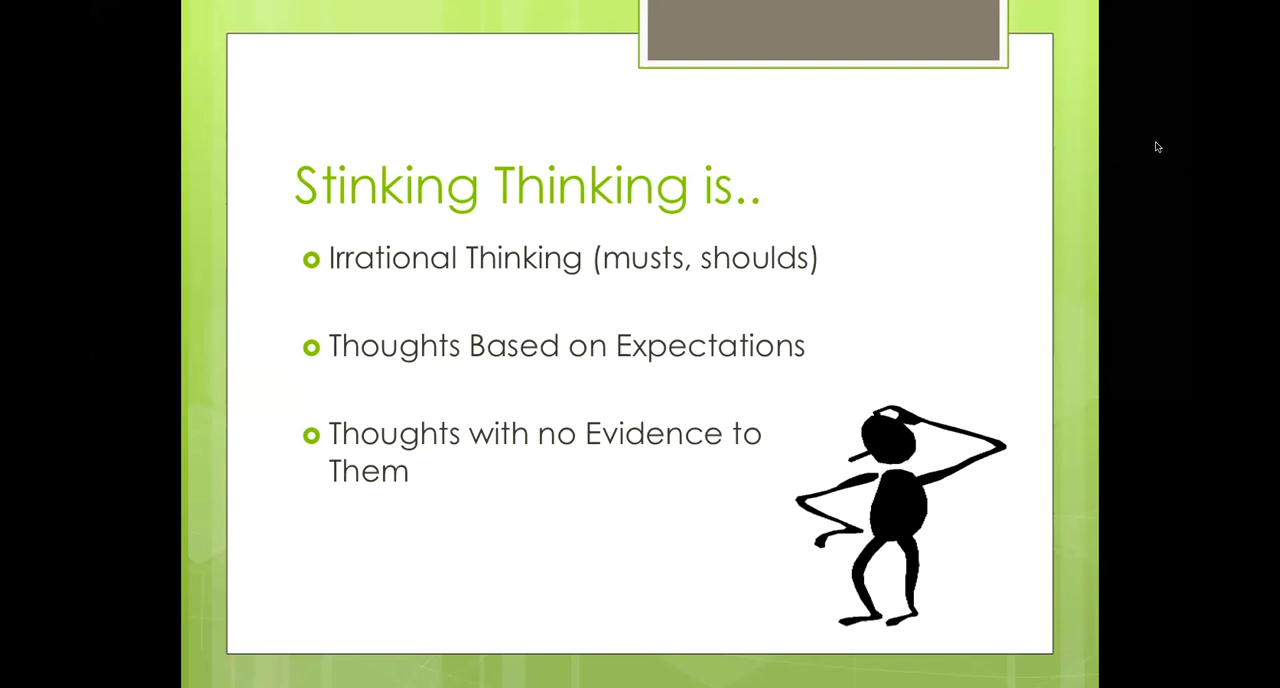 Stinking Thinking is..
Irrational Thinking (musts, shoulds)
Thoughts Based on Expectations
Thoughts with no Evidence to
Them